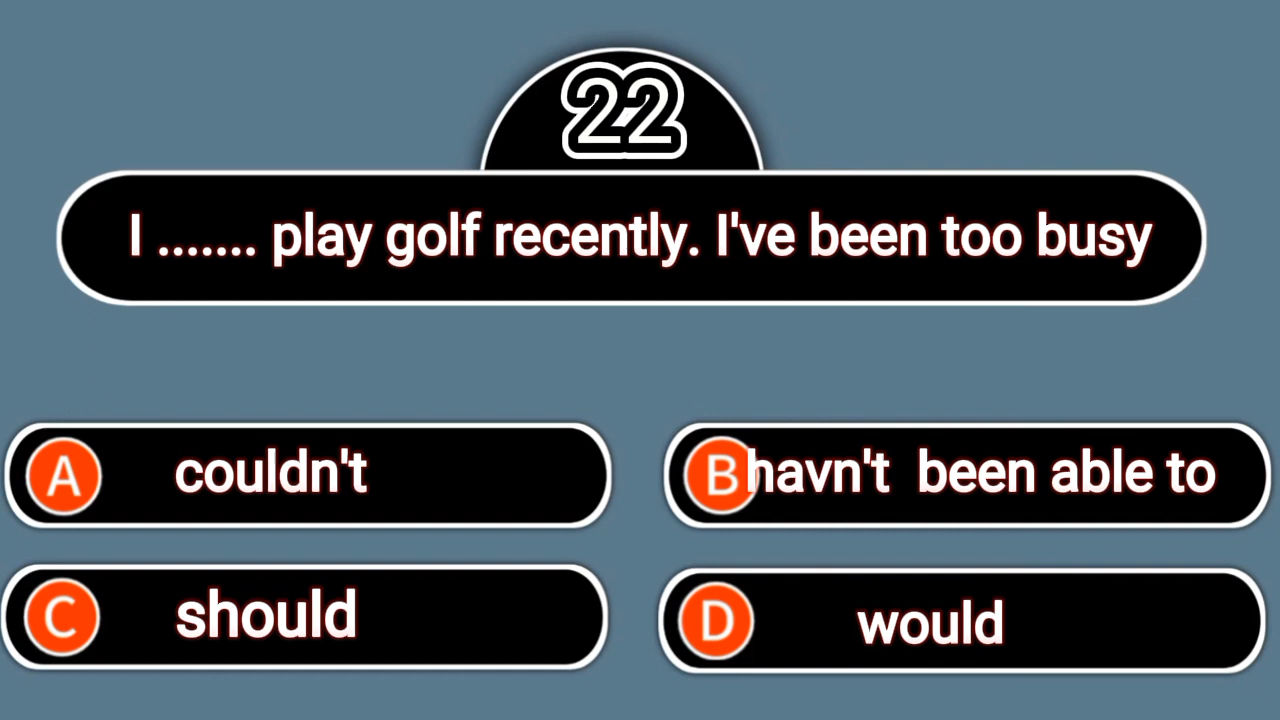 22
I ....... play golf recently. I've been too busy
A couldn't
B havn't been able to
C should
D would